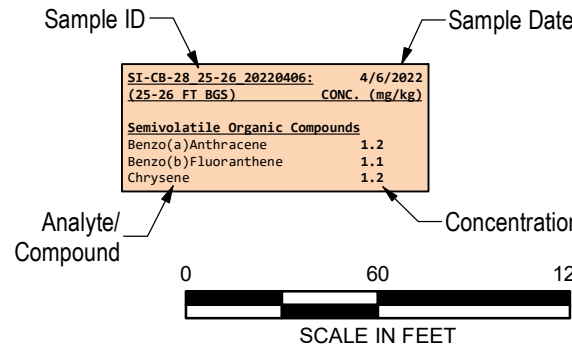 Sample ID
Sample Date
SI-CB-28_25-26_20220406: 4/6/2022
(25-26 FT BGS) CONC. (mg/kg)
Semivolatile Organic Compounds
Benzo(a)Anthracene 1.2
Benzo(b)Fluoranthene 1.1
Chrysene 1.2
Analyte/
Compound
Concentration
0 60 12
SCALE IN FEET